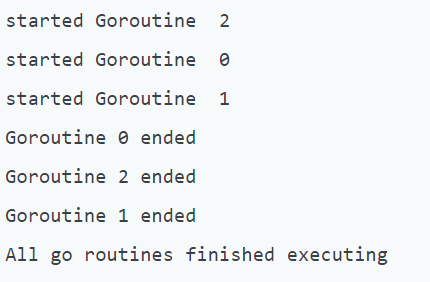 started Goroutine  2
started Goroutine  0
started Goroutine  1
Goroutine 0 ended
Goroutine 2 ended
Goroutine 1 ended
All go routines finished executing